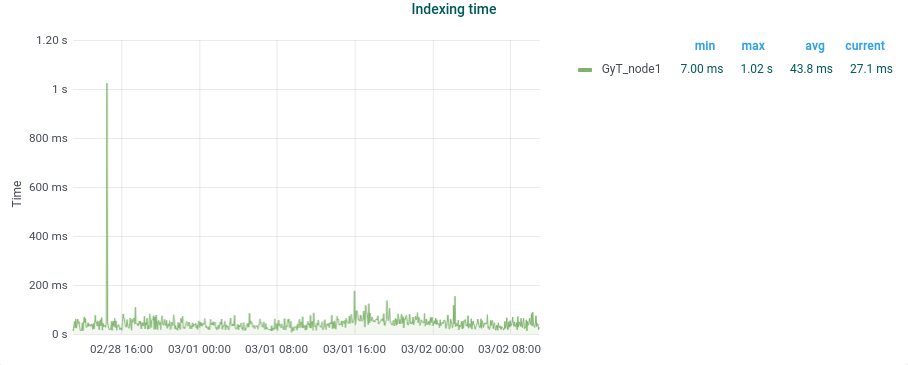 Indexing time
1.20 s
1 s
800 ms
600 ms
400 ms
200 ms
0 s
Time
02/28 16:00 03/01 00:00 03/01 08:00 03/01 16:00 03/02 00:00 03/02 08:00
min max avg current
GyT_node1 7.00 ms 1.02 s 43.8 ms 27.1 ms